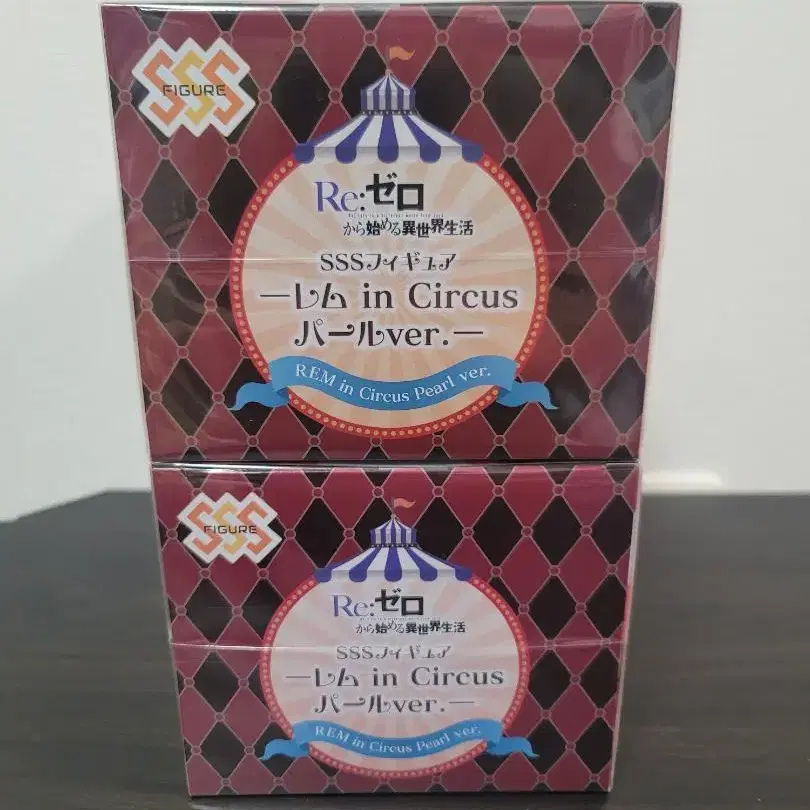 SSS
FIGURE
Re:ゼロ
から始める異世界生活
SSSフィギュア
―レム in Circus
パールver.―
REM in Circus Pearl ver.
SSS
FIGURE
Re:ゼロ
から始める異世界生活
SSSフィギュア
―レム in Circus
パールver.―
REM in Circus Pearl ver.